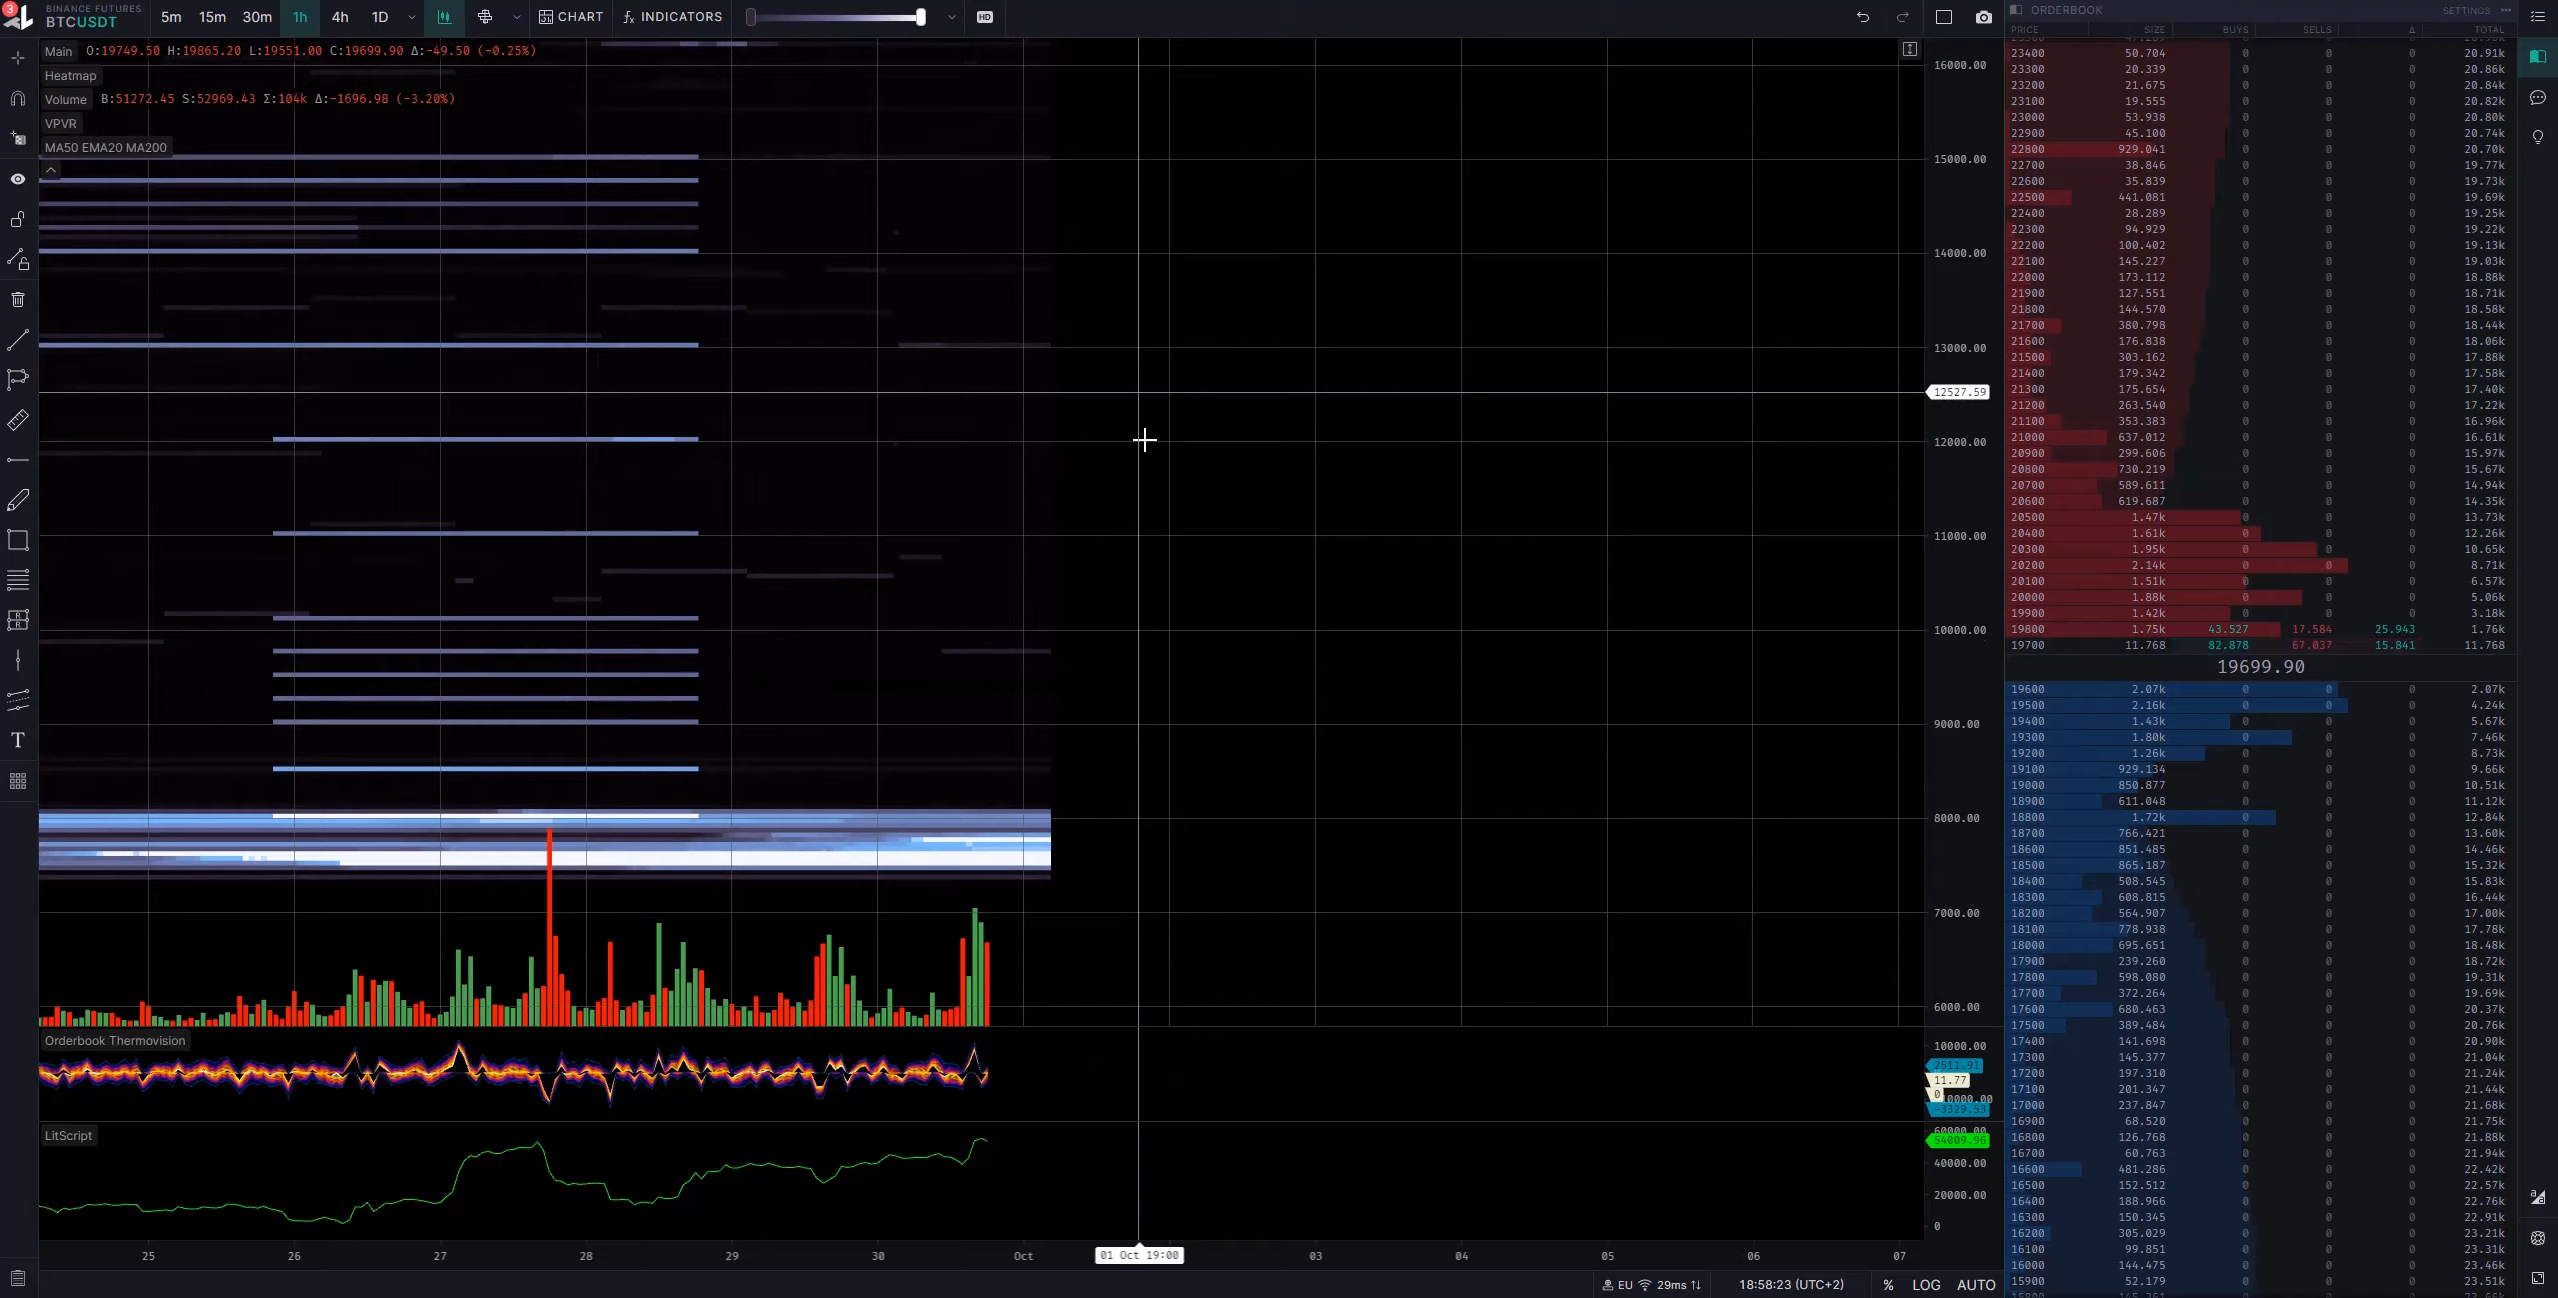 3
BINANCE FUTURES
BTCUSDT
5m 15m 30m 1h 4h 1D CHART fx INDICATORS HD
Main O:19749.50 H:19865.20 L:19551.00 C:19699.90 Δ:-49.50 (-0.25%)
Heatmap
Volume B:51272.45 S:52969.43 Σ:104k Δ:-1696.98 (-3.20%)
VPVR
MA50 EMA20 MA200
16000.00
15000.00
14000.00
13000.00
12527.59
12000.00
11000.00
10000.00
9000.00
8000.00
7000.00
6000.00
Orderbook Thermovision
10000.00
2511.91
11.77
0
-3329.53
LitScript
60000.00
54009.96
40000.00
20000.00
0
25 26 27 28 29 30 Oct 01 Oct 19:00 03 04 05 06 07
EU 29ms 18:58:23 (UTC+2) % LOG AUTO
ORDERBOOK SETTINGS
PRICE SIZE BUYS SELLS Δ TOTAL
23400 50.704 0 0 0 20.91k
23300 20.339 0 0 0 20.86k
23200 21.675 0 0 0 20.84k
23100 19.555 0 0 0 20.82k
23000 53.938 0 0 0 20.80k
22900 45.100 0 0 0 20.74k
22800 929.041 0 0 0 20.70k
22700 38.846 0 0 0 19.77k
22600 35.839 0 0 0 19.73k
22500 441.081 0 0 0 19.69k
22400 28.289 0 0 0 19.25k
22300 94.929 0 0 0 19.22k
22200 100.402 0 0 0 19.13k
22100 145.227 0 0 0 19.03k
22000 173.112 0 0 0 18.88k
21900 127.551 0 0 0 18.71k
21800 144.570 0 0 0 18.58k
21700 380.798 0 0 0 18.44k
21600 176.838 0 0 0 18.06k
21500 303.162 0 0 0 17.88k
21400 179.342 0 0 0 17.58k
21300 175.654 0 0 0 17.40k
21200 263.540 0 0 0 17.22k
21100 353.383 0 0 0 16.96k
21000 637.012 0 0 0 16.61k
20900 299.606 0 0 0 15.97k
20800 730.219 0 0 0 15.67k
20700 589.611 0 0 0 14.94k
20600 619.687 0 0 0 14.35k
20500 1.47k 0 0 0 13.73k
20400 1.61k 0 0 0 12.26k
20300 1.95k 0 0 0 10.65k
20200 2.14k 0 0 0 8.71k
20100 1.51k 0 0 0 6.57k
20000 1.88k 0 0 0 5.06k
19900 1.42k 0 0 0 3.18k
19800 1.75k 43.527 17.584 25.943 1.76k
19700 11.768 82.878 67.037 15.841 11.768
19699.90
19600 2.07k 0 0 0 2.07k
19500 2.16k 0 0 0 4.24k
19400 1.43k 0 0 0 5.67k
19300 1.80k 0 0 0 7.46k
19200 1.26k 0 0 0 8.73k
19100 929.134 0 0 0 9.66k
19000 850.877 0 0 0 10.51k
18900 611.048 0 0 0 11.12k
18800 1.72k 0 0 0 12.84k
18700 766.421 0 0 0 13.60k
18600 851.485 0 0 0 14.46k
18500 865.187 0 0 0 15.32k
18400 508.545 0 0 0 15.83k
18300 608.815 0 0 0 16.44k
18200 564.907 0 0 0 17.00k
18100 778.938 0 0 0 17.78k
18000 695.651 0 0 0 18.48k
17900 239.260 0 0 0 18.72k
17800 598.080 0 0 0 19.31k
17700 372.264 0 0 0 19.69k
17600 680.463 0 0 0 20.37k
17500 389.484 0 0 0 20.76k
17400 141.698 0 0 0 20.90k
17300 145.377 0 0 0 21.04k
17200 197.310 0 0 0 21.24k
17100 201.347 0 0 0 21.44k
17000 237.847 0 0 0 21.68k
16900 68.520 0 0 0 21.75k
16800 126.768 0 0 0 21.88k
16700 60.763 0 0 0 21.94k
16600 481.286 0 0 0 22.42k
16500 152.512 0 0 0 22.57k
16400 188.966 0 0 0 22.76k
16300 150.345 0 0 0 22.91k
16200 305.029 0 0 0 23.21k
16100 99.851 0 0 0 23.31k
16000 144.475 0 0 0 23.46k
15900 52.179 0 0 0 23.51k